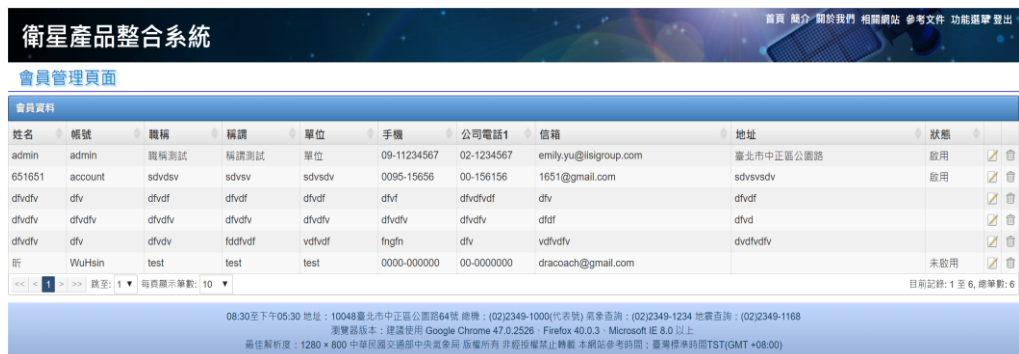 首頁 簡介 關於我們 相關網站 參考文件 功能選單 登出
衛星產品整合系統
會員管理頁面
會員資料
姓名 帳號 職稱 稱謂 單位 手機 公司電話1 信箱 地址 狀態
admin admin 職稱測試 稱謂測試 單位 09-11234567 02-1234567 emily.yu@iisigroup.com 臺北市中正區公園路 啟用
651651 account sdvdsv sdvsv sdvsdv 0095-15656 00-156156 1651@gmail.com sdvsvsdv 啟用
dfvdfv dfv dfvdf dfvdf dfvdf dfvf dfvdfvdf dfv dfvdf
dfvdfv dfvdfv dfvdfv dfvdfv dfvdfv dfvdfv dfvdfv dfdf dfvd
dfvdfv dfv dfvdv fddfvdf vdfvdf fngfn dfv vdfvdfv dvdfvdfv
昕 WuHsin test test test 0000-000000 00-0000000 dracoach@gmail.com 未啟用
<< < 1 > >> 跳至: 1 每頁顯示筆數: 10 目前記錄: 1 至 6, 總筆數: 6
08:30至下午05:30 地址：10048臺北市中正區公園路64號 總機：(02)2349-1000(代表號) 氣象查詢：(02)2349-1234 地震查詢：(02)2349-1168
瀏覽器版本：建議使用 Google Chrome 47.0.2526、Firefox 40.0.3、Microsoft IE 8.0 以上
最佳解析度：1280 × 800 中華民國交通部中央氣象局 版權所有 非經授權禁止轉載 本網站參考時間：臺灣標準時間TST(GMT +08:00)